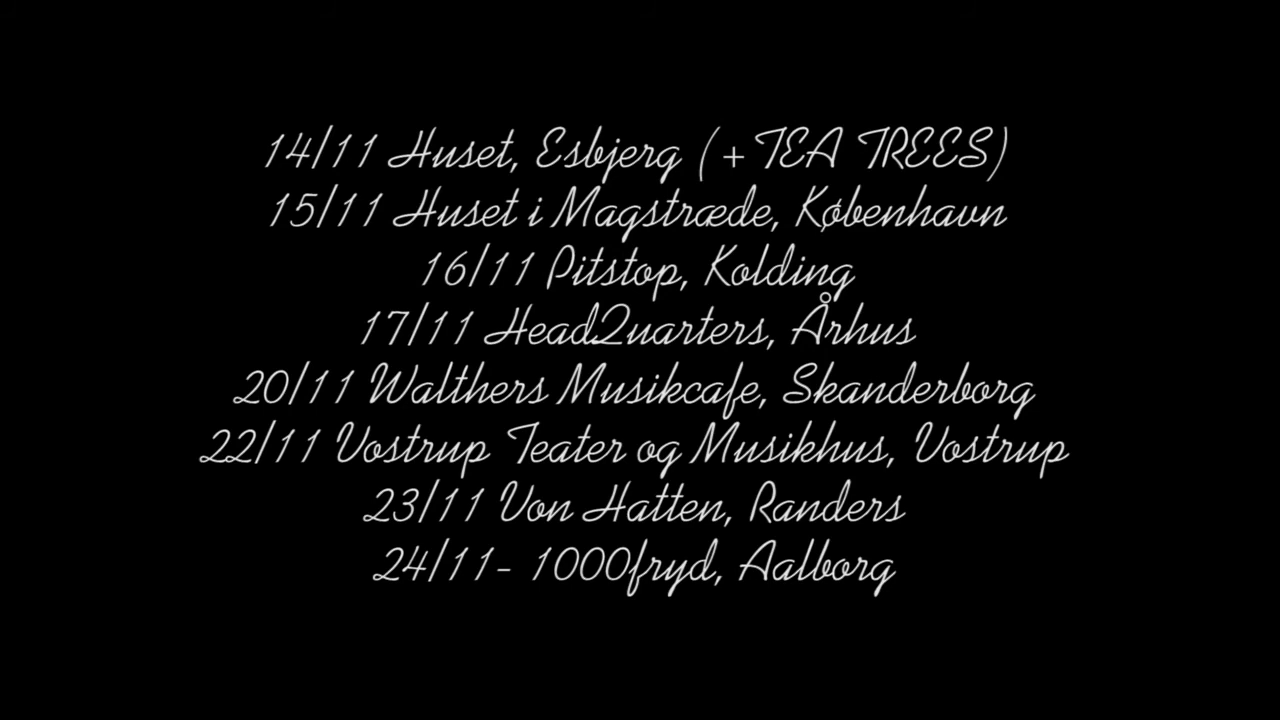 14/11 Huset, Esbjerg (+TEA TREES)
15/11 Huset i Magstræde, København
16/11 Pitstop, Kolding
17/11 HeadQuarters, Århus
20/11 Walthers Musikcafe, Skanderborg
22/11 Vostrup Teater og Musikhus, Vostrup
23/11 Von Hatten, Randers
24/11- 1000fryd, Aalborg